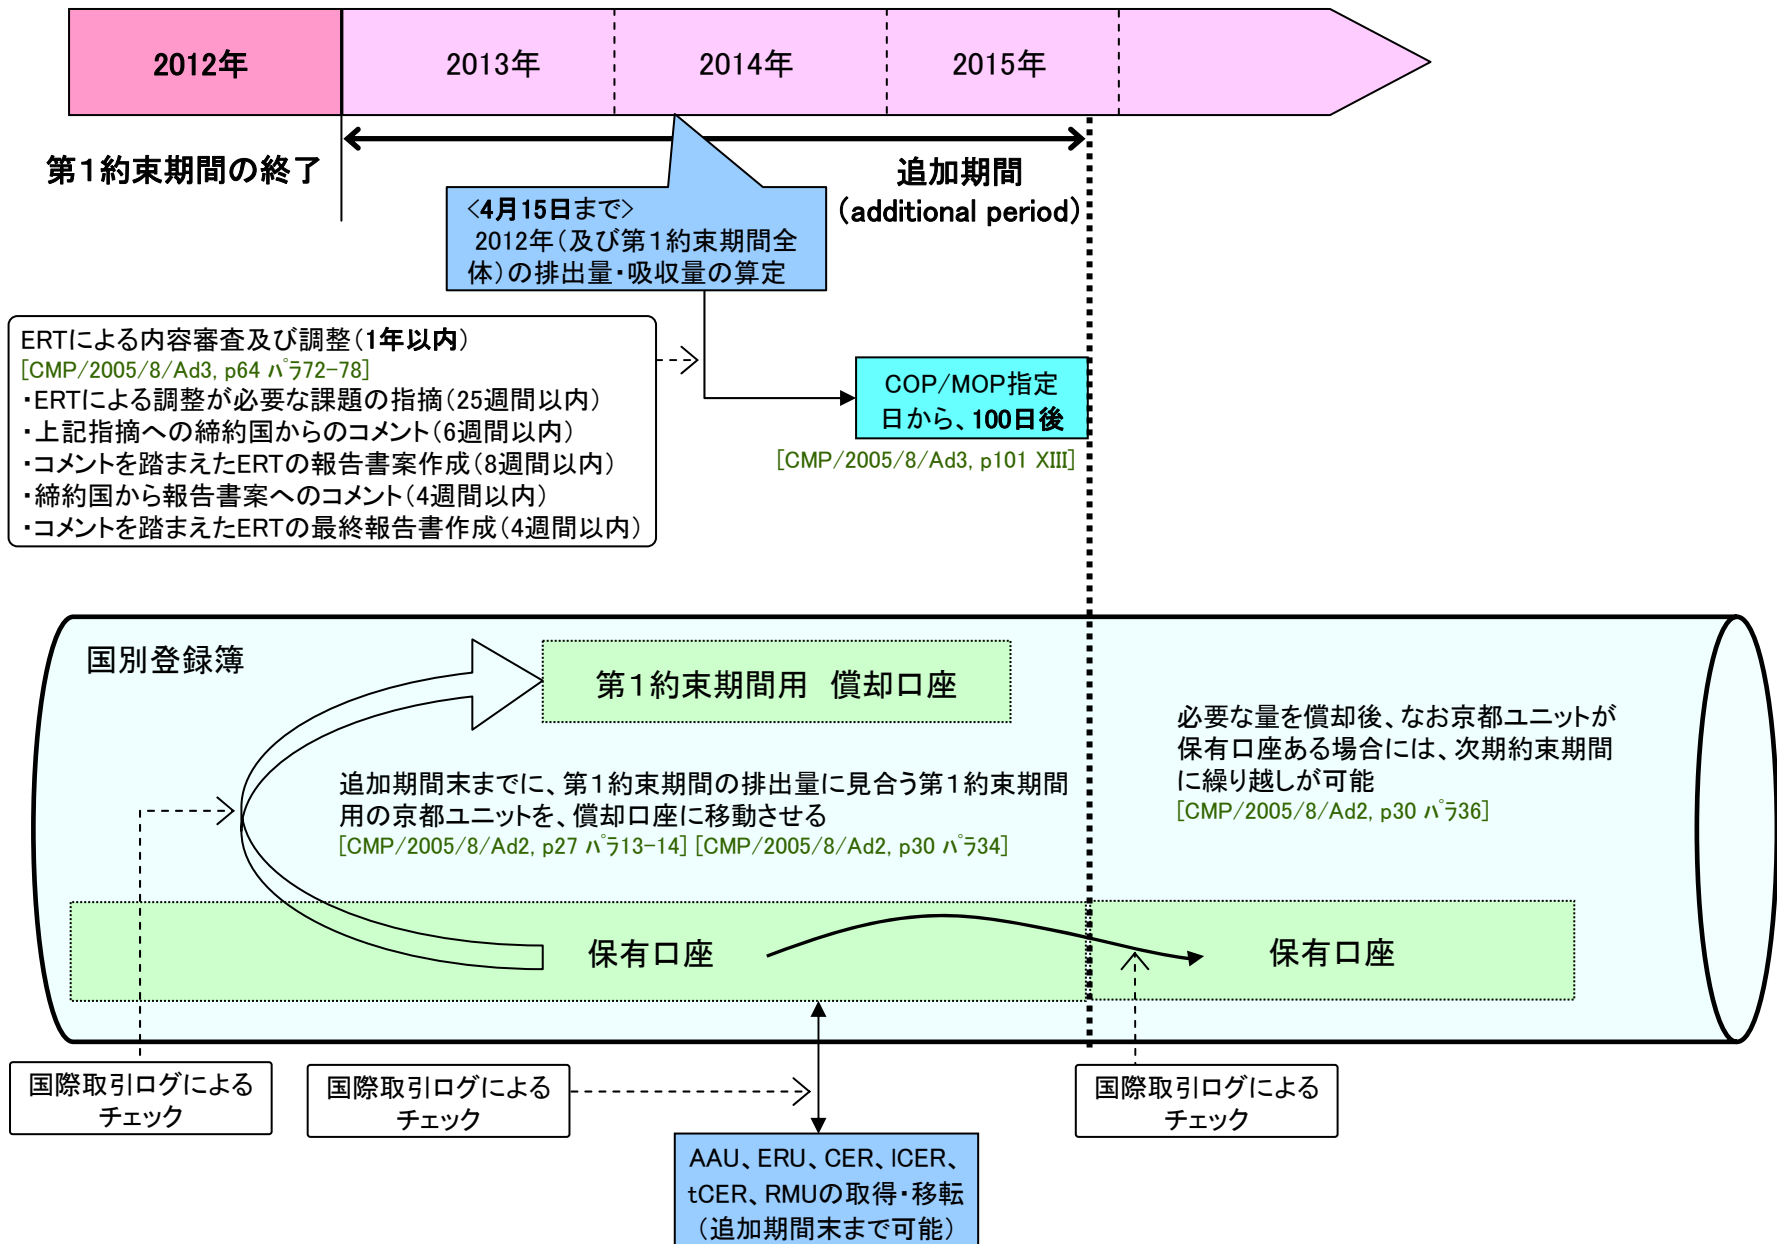 2012年
2013年
2014年
2015年
第1約束期間の終了
追加期間
(additional period)
<4月15日まで>
2012年(及び第1約束期間全
体)の排出量・吸収量の算定
ERTによる内容審査及び調整(1年以内)
[CMP/2005/8/Ad3, p64 パラ72-78]
・ERTによる調整が必要な課題の指摘(25週間以内)
・上記指摘への締約国からのコメント(6週間以内)
・コメントを踏まえたERTの報告書案作成(8週間以内)
・締約国から報告書案へのコメント(4週間以内)
・コメントを踏まえたERTの最終報告書作成(4週間以内)
COP/MOP指定
日から、100日後
[CMP/2005/8/Ad3, p101 XIII]
国別登録簿
第1約束期間用 償却口座
追加期間末までに、第1約束期間の排出量に見合う第1約束期間
用の京都ユニットを、償却口座に移動させる
[CMP/2005/8/Ad2, p27 パラ13-14] [CMP/2005/8/Ad2, p30 パラ34]
必要な量を償却後、なお京都ユニットが
保有口座ある場合には、次期約束期間
に繰り越しが可能
[CMP/2005/8/Ad2, p30 パラ36]
保有口座
保有口座
国際取引ログによる
チェック
国際取引ログによる
チェック
国際取引ログによる
チェック
AAU、ERU、CER、lCER、
tCER、RMUの取得・移転
(追加期間末まで可能)